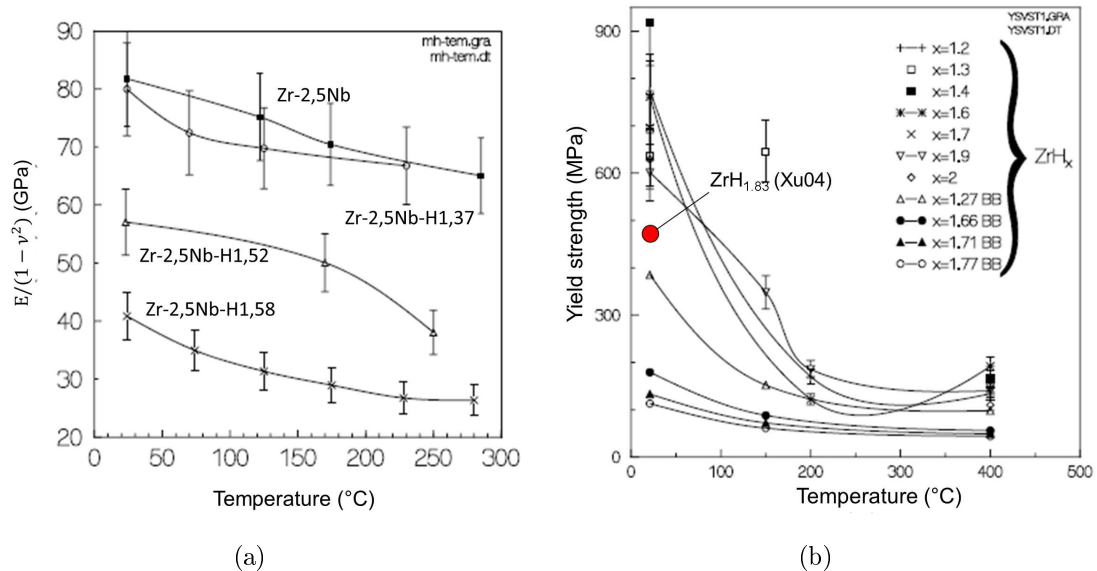 mh-tem.gra
mh-tem.dt
90
80
70
60
50
40
30
20
E/(1 − ν²) (GPa)
Zr-2,5Nb
Zr-2,5Nb-H1,37
Zr-2,5Nb-H1,52
Zr-2,5Nb-H1,58
0 50 100 150 200 250 300
Temperature (°C)
(a)
YSVST1.GRA
YSVST1.DT
900
600
300
0
Yield strength (MPa)
x=1.2
x=1.3
x=1.4
x=1.6
x=1.7
x=1.9
x=2
x=1.27 BB
x=1.66 BB
x=1.71 BB
x=1.77 BB
ZrHx
ZrH1.83 (Xu04)
0 100 200 300 400 500
Temperature (°C)
(b)